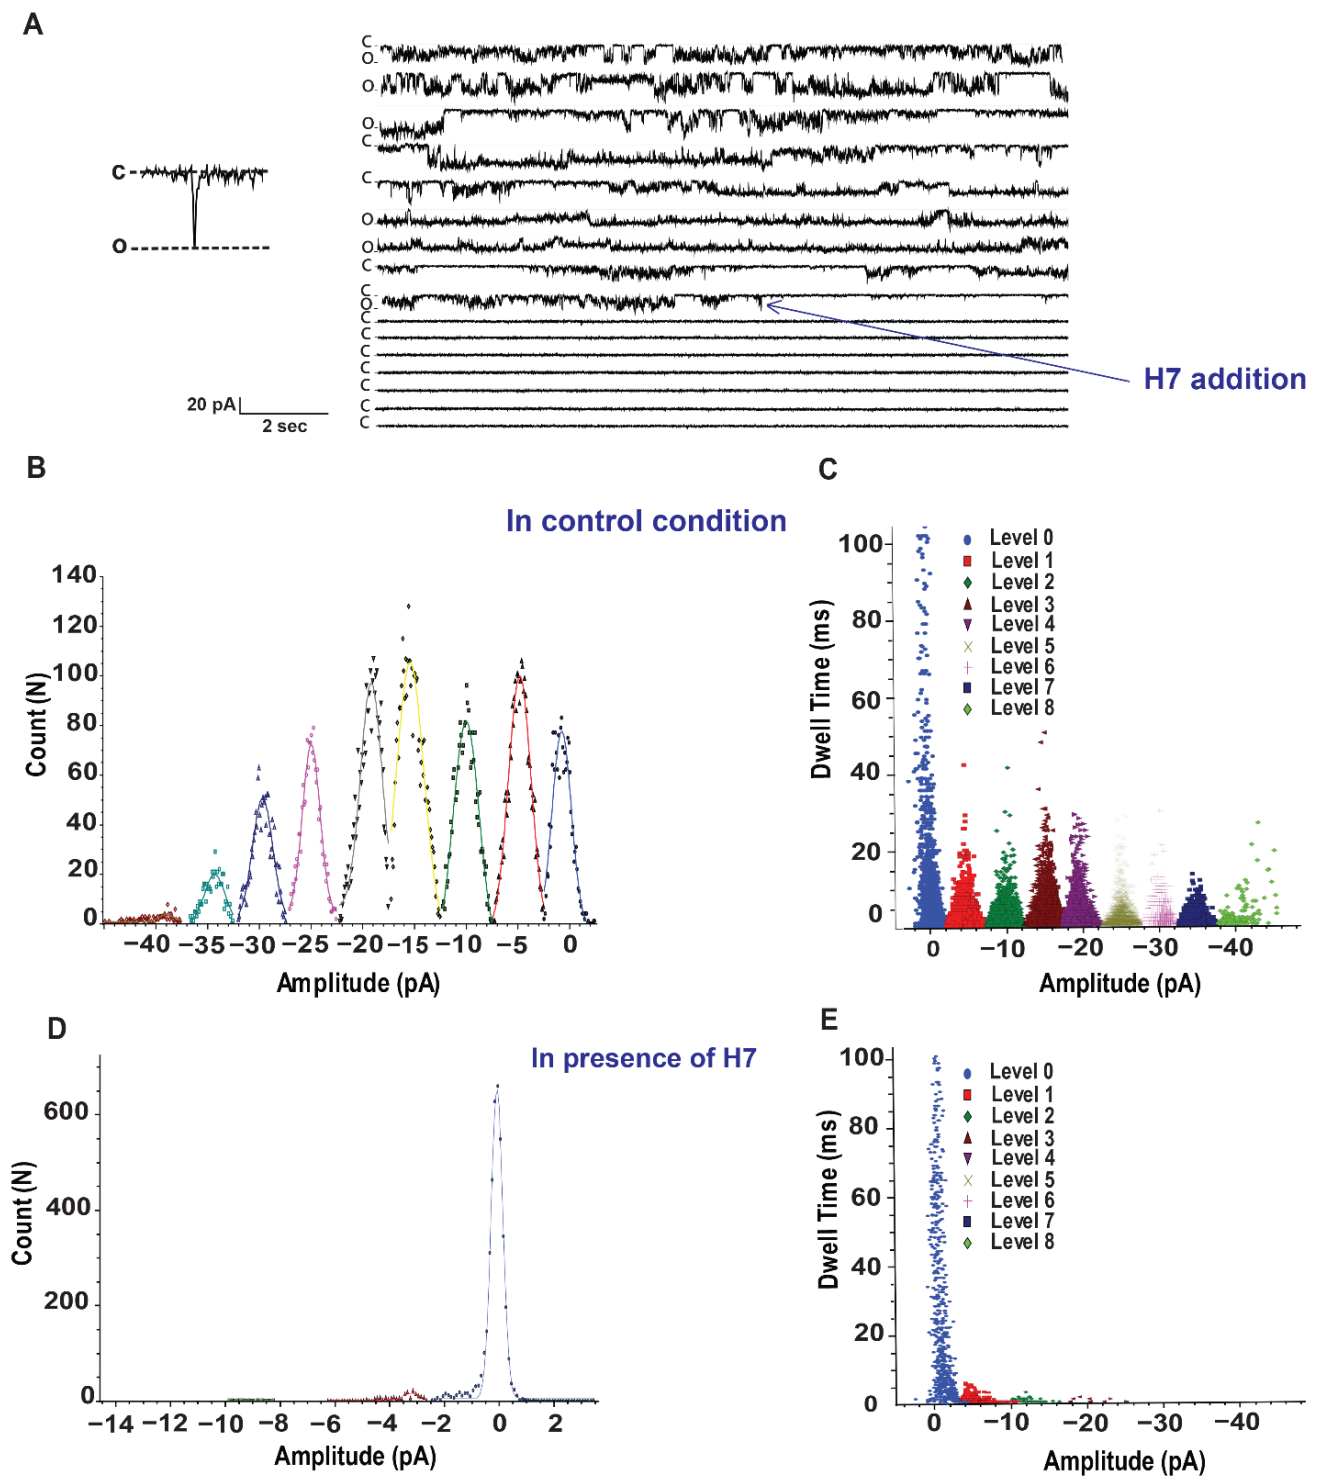 A
C
O
C
O
O
O
C
C
O
O
C
C
O
C
C
C
C
C
C
C
H7 addition
20 pA
2 sec
B
In control condition
140
120
100
80
60
40
20
0
−40 −35 −30 −25 −20 −15 −10 −5 0
Count (N)
Amplitude (pA)
C
100
80
60
40
20
0
0 −10 −20 −30 −40
Dwell Time (ms)
Amplitude (pA)
Level 0
Level 1
Level 2
Level 3
Level 4
Level 5
Level 6
Level 7
Level 8
D
In presence of H7
600
400
200
0
−14 −12 −10 −8 −6 −4 −2 0 2
Count (N)
Amplitude (pA)
E
100
80
60
40
20
0
0 −10 −20 −30 −40
Dwell Time (ms)
Amplitude (pA)
Level 0
Level 1
Level 2
Level 3
Level 4
Level 5
Level 6
Level 7
Level 8